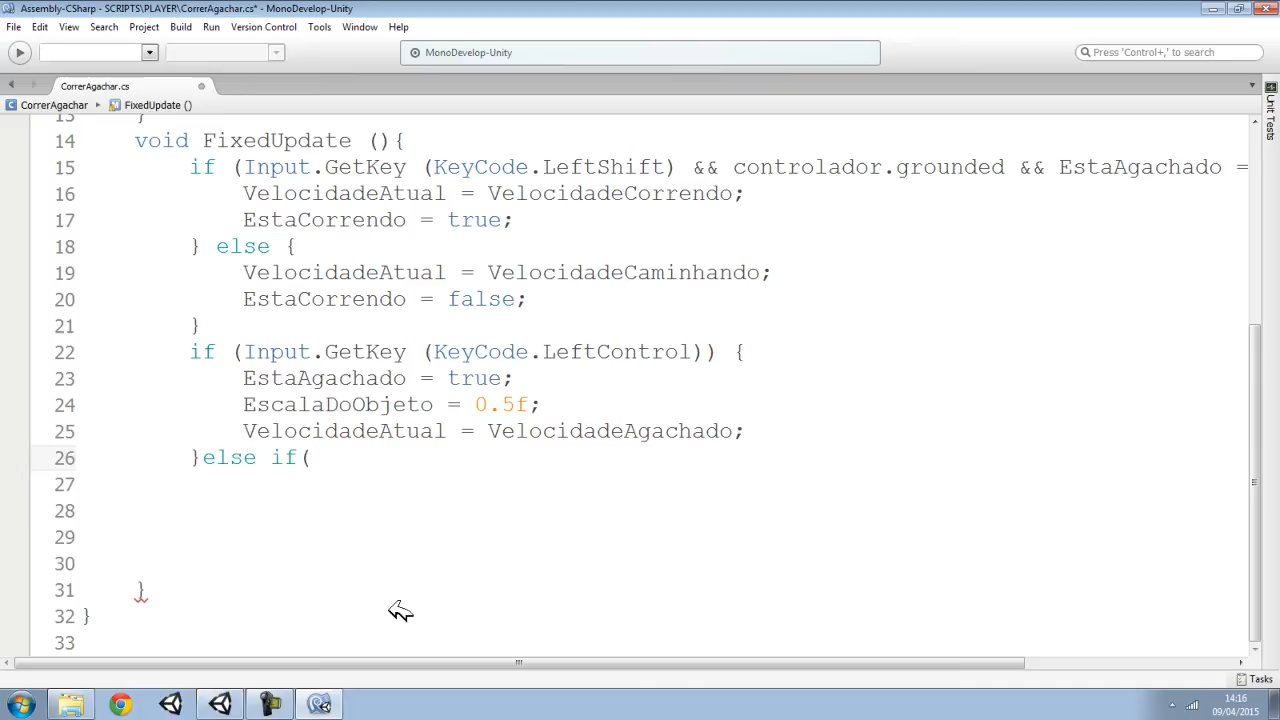 Assembly-CSharp - SCRIPTS\PLAYER\CorrerAgachar.cs* - MonoDevelop-Unity
File Edit View Search Project Build Run Version Control Tools Window Help
MonoDevelop-Unity
Press 'Control+,' to search
CorrerAgachar.cs
CorrerAgachar FixedUpdate ()
Unit Tests
13 }
14 void FixedUpdate (){
15 if (Input.GetKey (KeyCode.LeftShift) && controlador.grounded && EstaAgachado =
16 VelocidadeAtual = VelocidadeCorrendo;
17 EstaCorrendo = true;
18 } else {
19 VelocidadeAtual = VelocidadeCaminhando;
20 EstaCorrendo = false;
21 }
22 if (Input.GetKey (KeyCode.LeftControl)) {
23 EstaAgachado = true;
24 EscalaDoObjeto = 0.5f;
25 VelocidadeAtual = VelocidadeAgachado;
26 }else if(
27
28
29
30
31 }
32 }
33
Tasks
14:16
09/04/2015